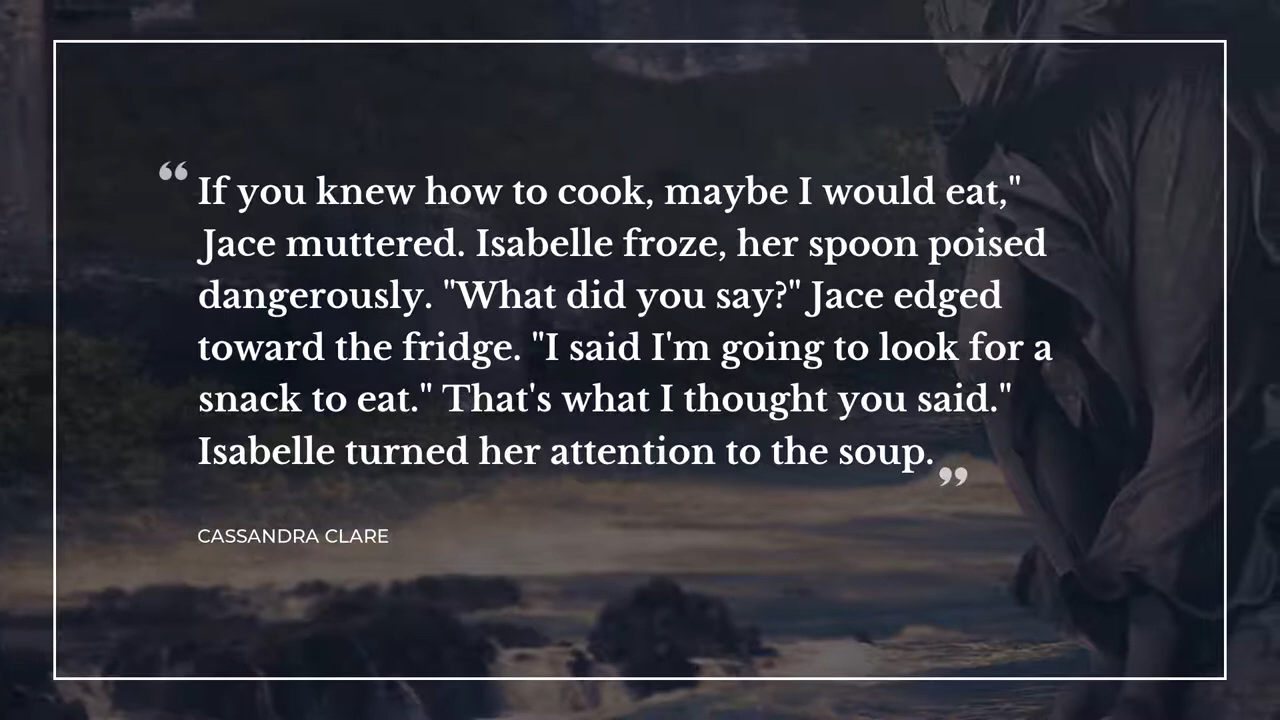 “ If you knew how to cook, maybe I would eat,"
Jace muttered. Isabelle froze, her spoon poised
dangerously. "What did you say?" Jace edged
toward the fridge. "I said I'm going to look for a
snack to eat." That's what I thought you said."
Isabelle turned her attention to the soup. ”
CASSANDRA CLARE